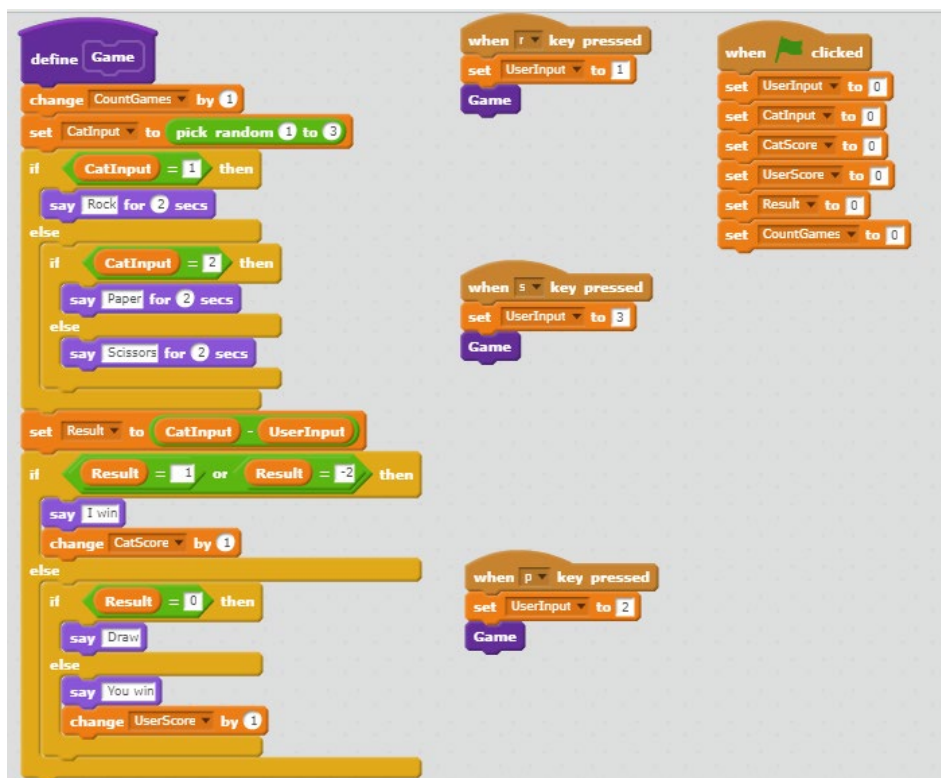 define Game
change CountGames by 1
set CatInput to pick random 1 to 3
if CatInput = 1 then
say Rock for 2 secs
else
if CatInput = 2 then
say Paper for 2 secs
else
say Scissors for 2 secs
set Result to CatInput - UserInput
if Result = 1 or Result = -2 then
say I win
change CatScore by 1
else
if Result = 0 then
say Draw
else
say You win
change UserScore by 1
when r key pressed
set UserInput to 1
Game
when s key pressed
set UserInput to 3
Game
when p key pressed
set UserInput to 2
Game
when clicked
set UserInput to 0
set CatInput to 0
set CatScore to 0
set UserScore to 0
set Result to 0
set CountGames to 0